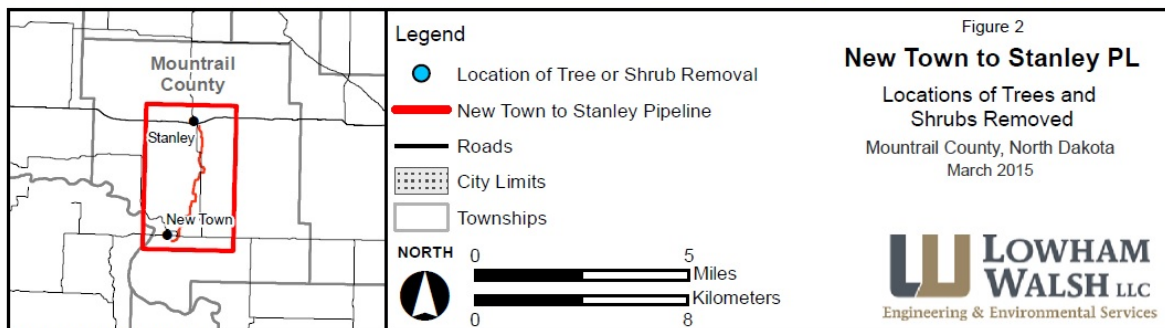 Mountrail
County
Stanley
New Town
Legend
Location of Tree or Shrub Removal
New Town to Stanley Pipeline
Roads
City Limits
Townships
NORTH
0 5
Miles
Kilometers
0 8
Figure 2
New Town to Stanley PL
Locations of Trees and
Shrubs Removed
Mountrail County, North Dakota
March 2015
LOWHAM
WALSH LLC
Engineering & Environmental Services